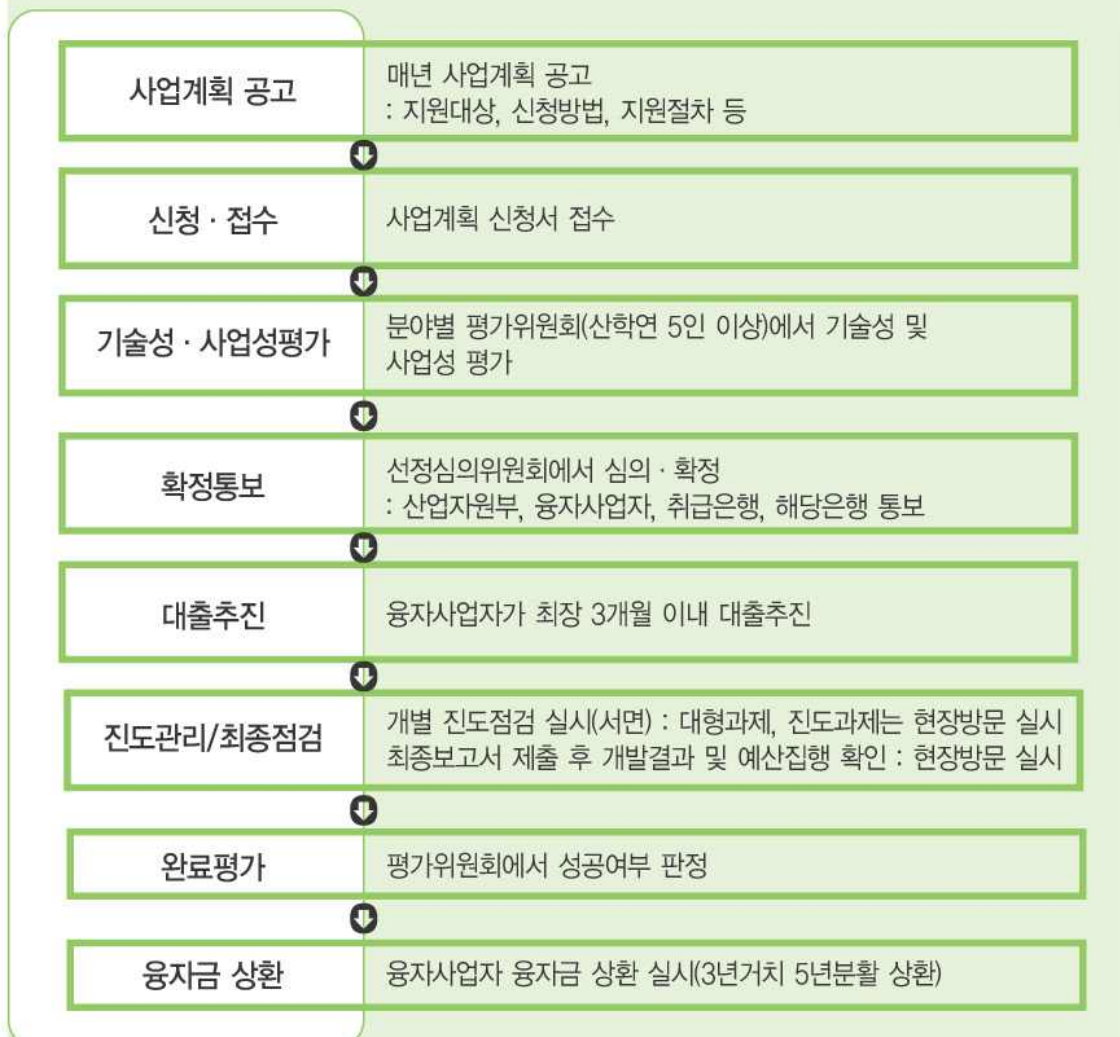 사업계획 공고
매년 사업계획 공고
: 지원대상, 신청방법, 지원절차 등
신청 · 접수
사업계획 신청서 접수
기술성 · 사업성평가
분야별 평가위원회(산학연 5인 이상)에서 기술성 및
사업성 평가
확정통보
선정심의위원회에서 심의 · 확정
: 산업자원부, 융자사업자, 취급은행, 해당은행 통보
대출추진
융자사업자가 최장 3개월 이내 대출추진
진도관리/최종점검
개별 진도점검 실시(서면) : 대형과제, 진도과제는 현장방문 실시
최종보고서 제출 후 개발결과 및 예산집행 확인 : 현장방문 실시
완료평가
평가위원회에서 성공여부 판정
융자금 상환
융자사업자 융자금 상환 실시(3년거치 5년분활 상환)